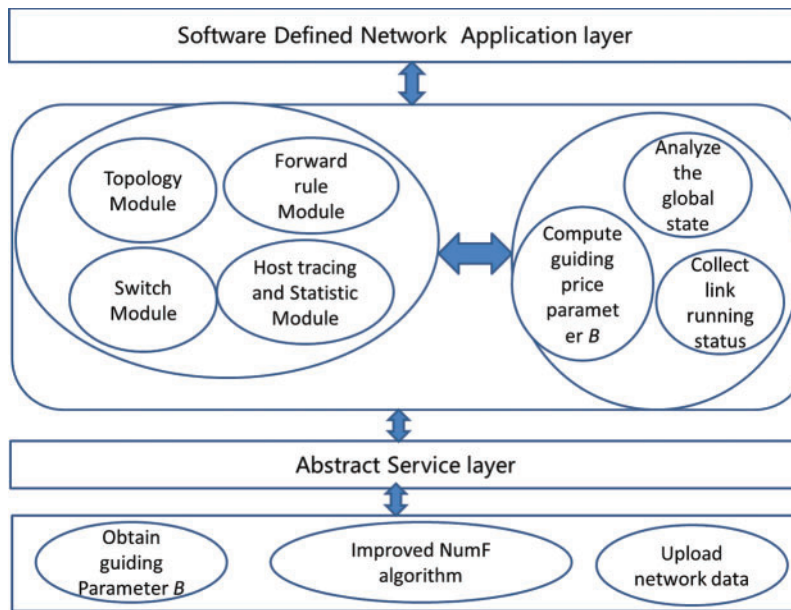 Software Defined Network Application layer
Topology
Module
Forward
rule
Module
Switch
Module
Host tracing
and Statistic
Module
Analyze
the
global
state
Compute
guiding
price
paramet
er B
Collect
link
running
status
Abstract Service layer
Obtain
guiding
Parameter B
Improved NumF
algorithm
Upload
network data